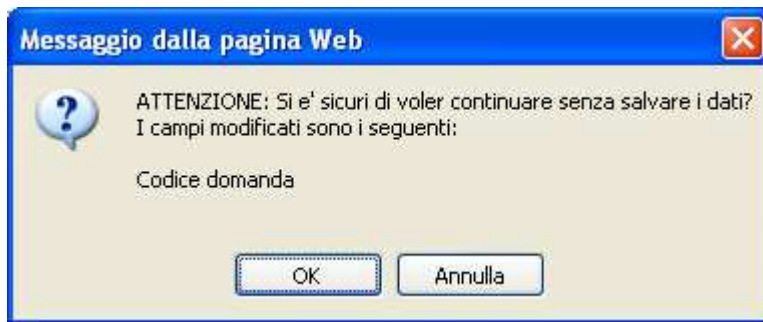 Messaggio dalla pagina Web
ATTENZIONE: Si e' sicuri di voler continuare senza salvare i dati?
I campi modificati sono i seguenti:
Codice domanda
OK
Annulla